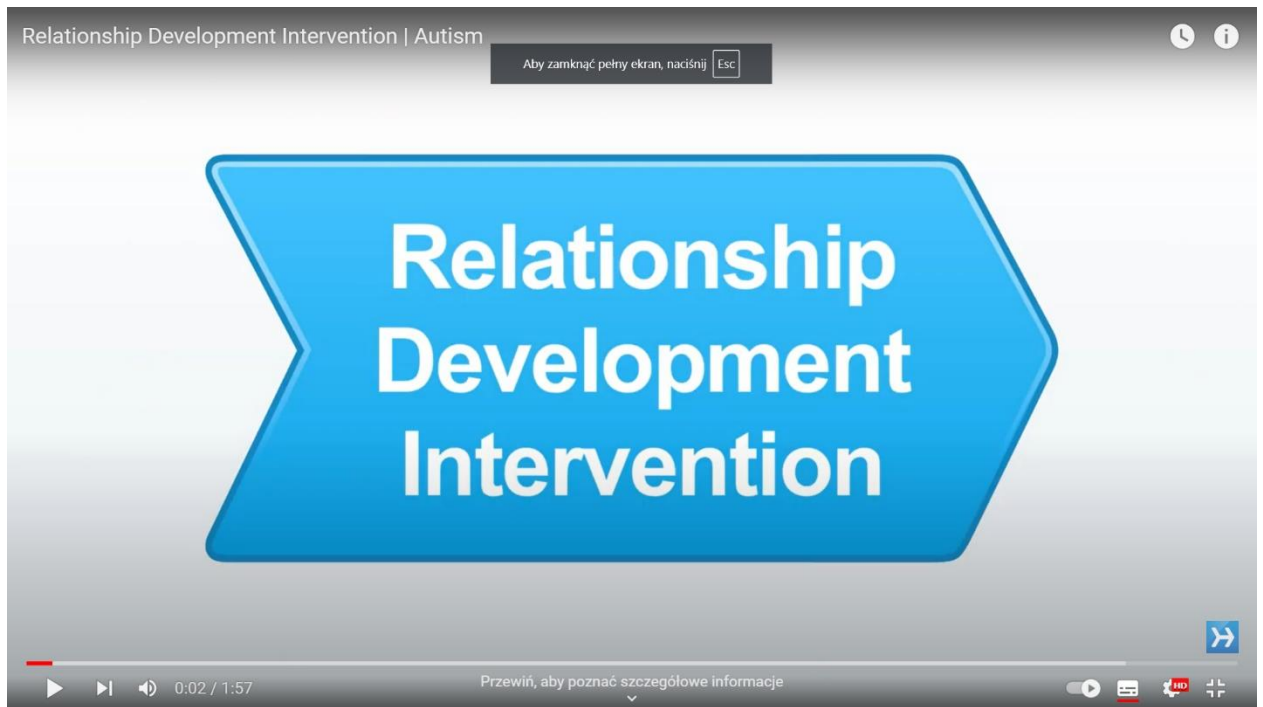 Relationship Development Intervention | Autism
Aby zamknąć pełny ekran, naciśnij Esc
Relationship
Development
Intervention
0:02 / 1:57
Przewiń, aby poznać szczegółowe informacje
HD